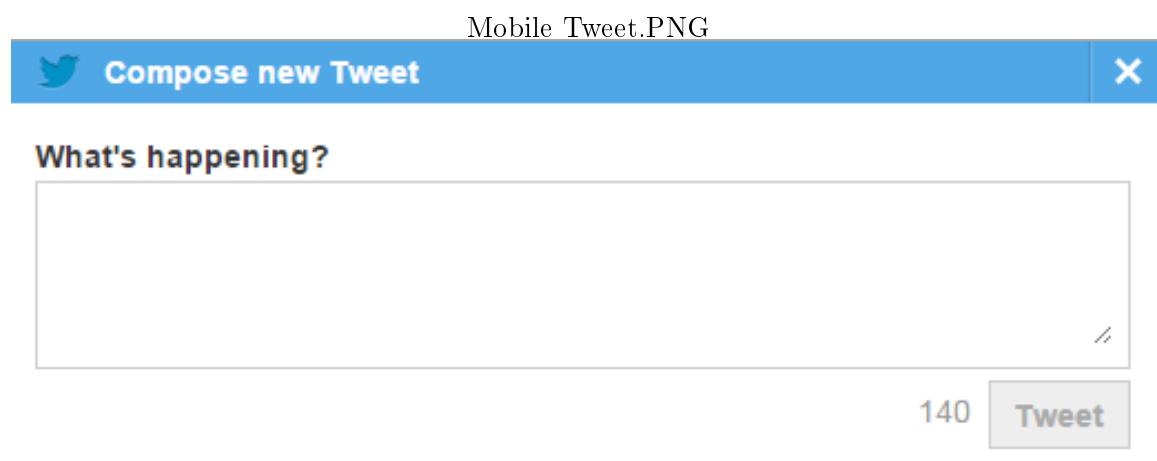 Mobile Tweet.PNG
Compose new Tweet
What's happening?
140 Tweet